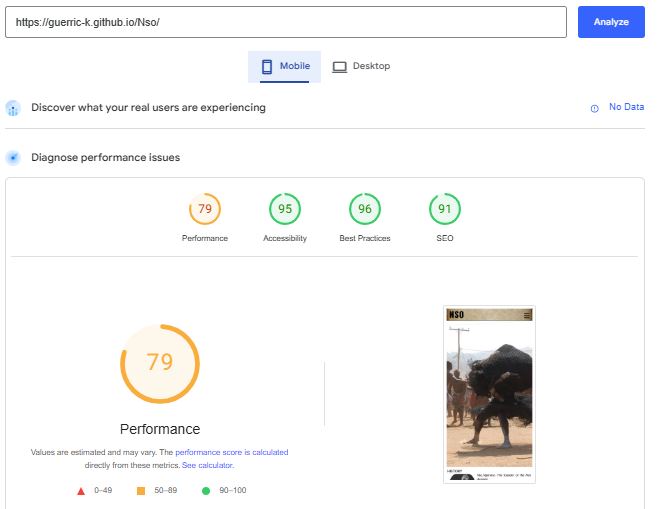 https://guerric-k.github.io/Nso/
Analyze
Mobile
Desktop
Discover what your real users are experiencing
No Data
Diagnose performance issues
79
95
96
91
Performance
Accessibility
Best Practices
SEO
79
Performance
Values are estimated and may vary. The performance score is calculated
directly from these metrics. See calculator.
0–49
50–89
90–100
NSO
HISTORY